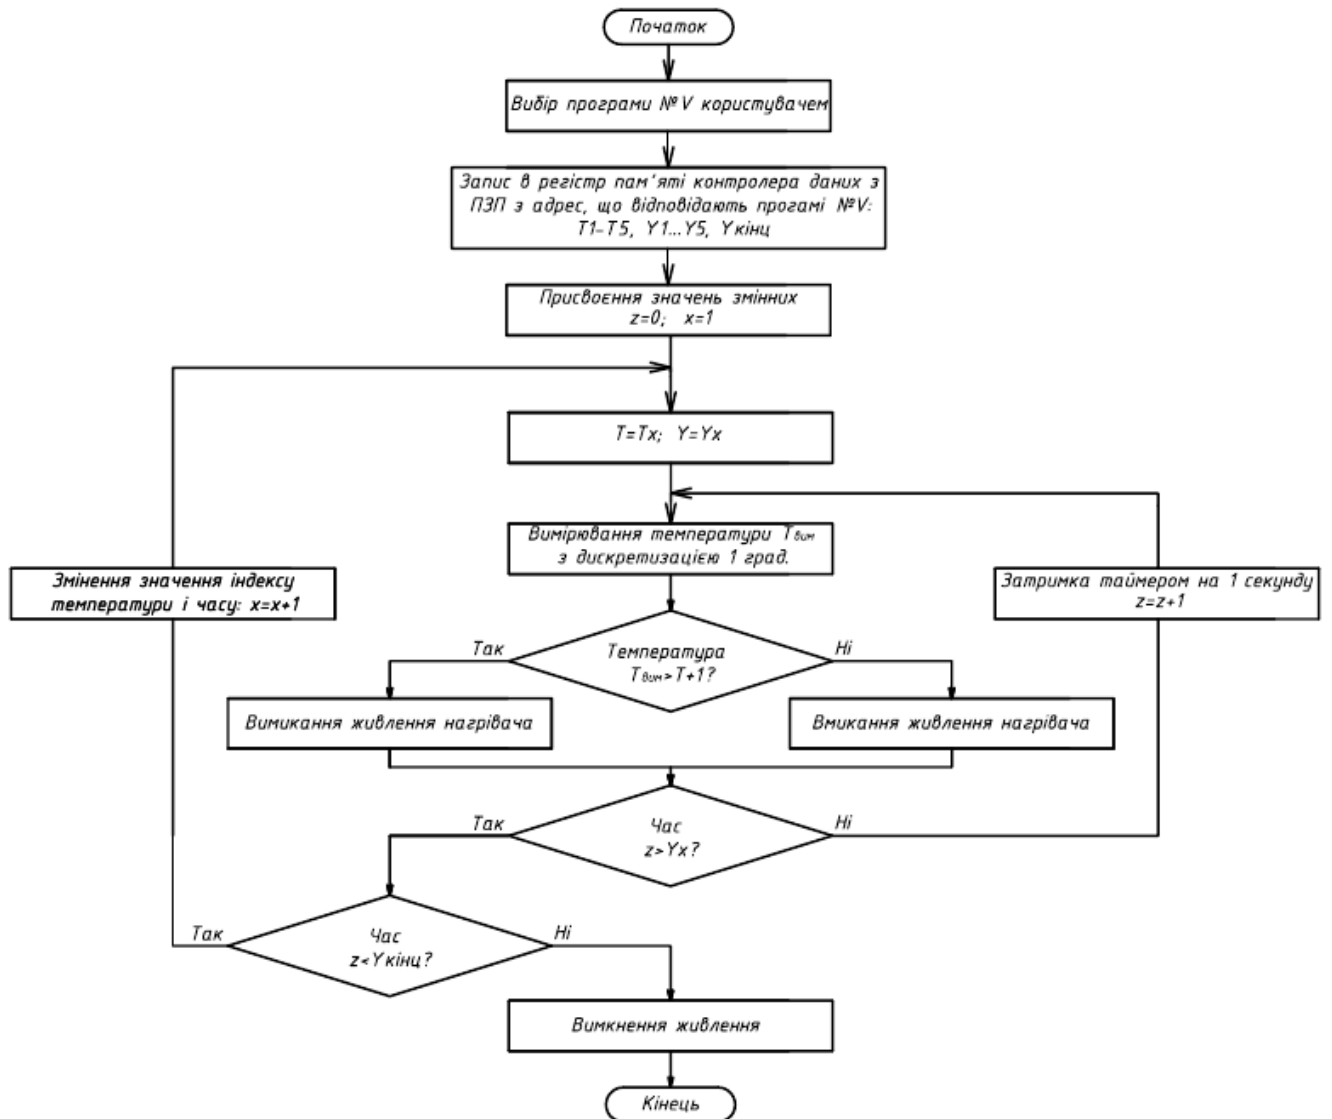 Початок
Вибір програми №V користувачем
Запис в регістр пам'яті контролера даних з
ПЗП з адрес, що відповідають прогамі №V:
T1-T5, Y1...Y5, Yкінц
Присвоєння значень змінних
z=0; x=1
T=Tx; Y=Yx
Вимірювання температури Tвим
з дискретизацією 1 град.
Змінення значення індексу
температури і часу: x=x+1
Затримка таймером на 1 секунду
z=z+1
Так
Температура
Tвим>T+1?
Ні
Вимикання живлення нагрівача
Вмикання живлення нагрівача
Так
Час
z>Yx?
Ні
Так
Час
z<Yкінц?
Ні
Вимкнення живлення
Кінець